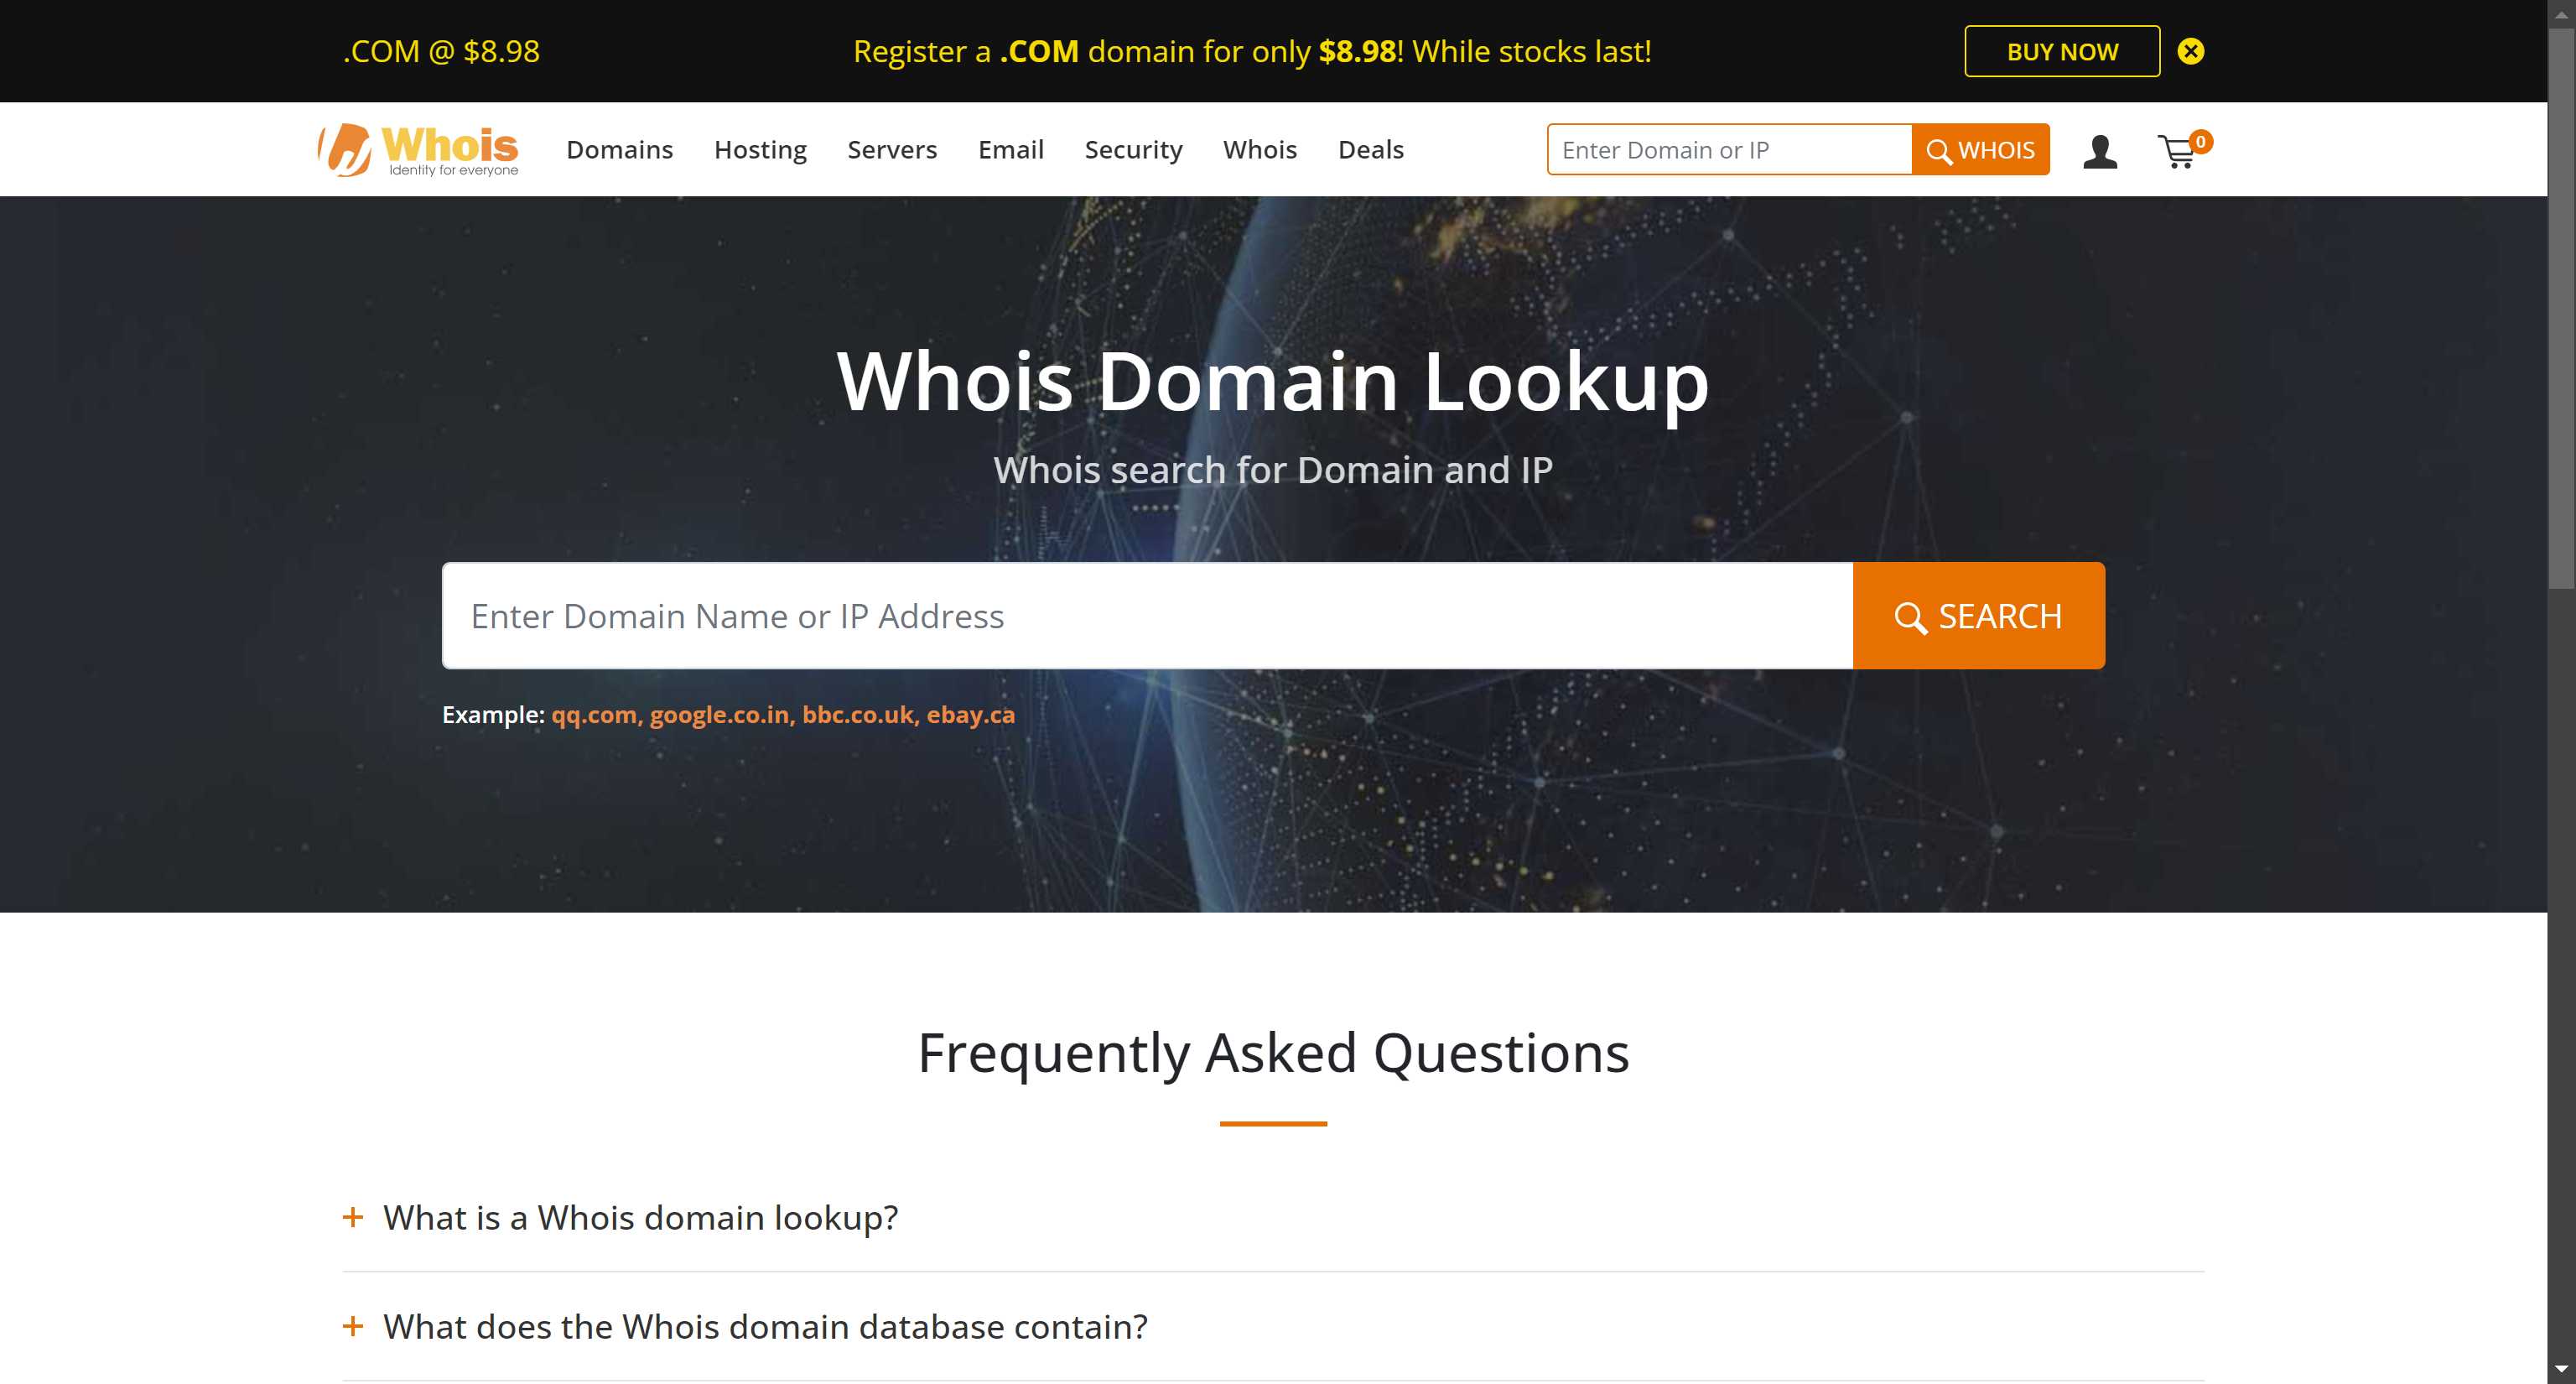 .COM @ $8.98
Register a .COM domain for only $8.98! While stocks last!
BUY NOW
Whois
Identity for everyone
Domains
Hosting
Servers
Email
Security
Whois
Deals
Enter Domain or IP
WHOIS
0
Whois Domain Lookup
Whois search for Domain and IP
Enter Domain Name or IP Address
SEARCH
Example: qq.com, google.co.in, bbc.co.uk, ebay.ca
Frequently Asked Questions
+ What is a Whois domain lookup?
+ What does the Whois domain database contain?